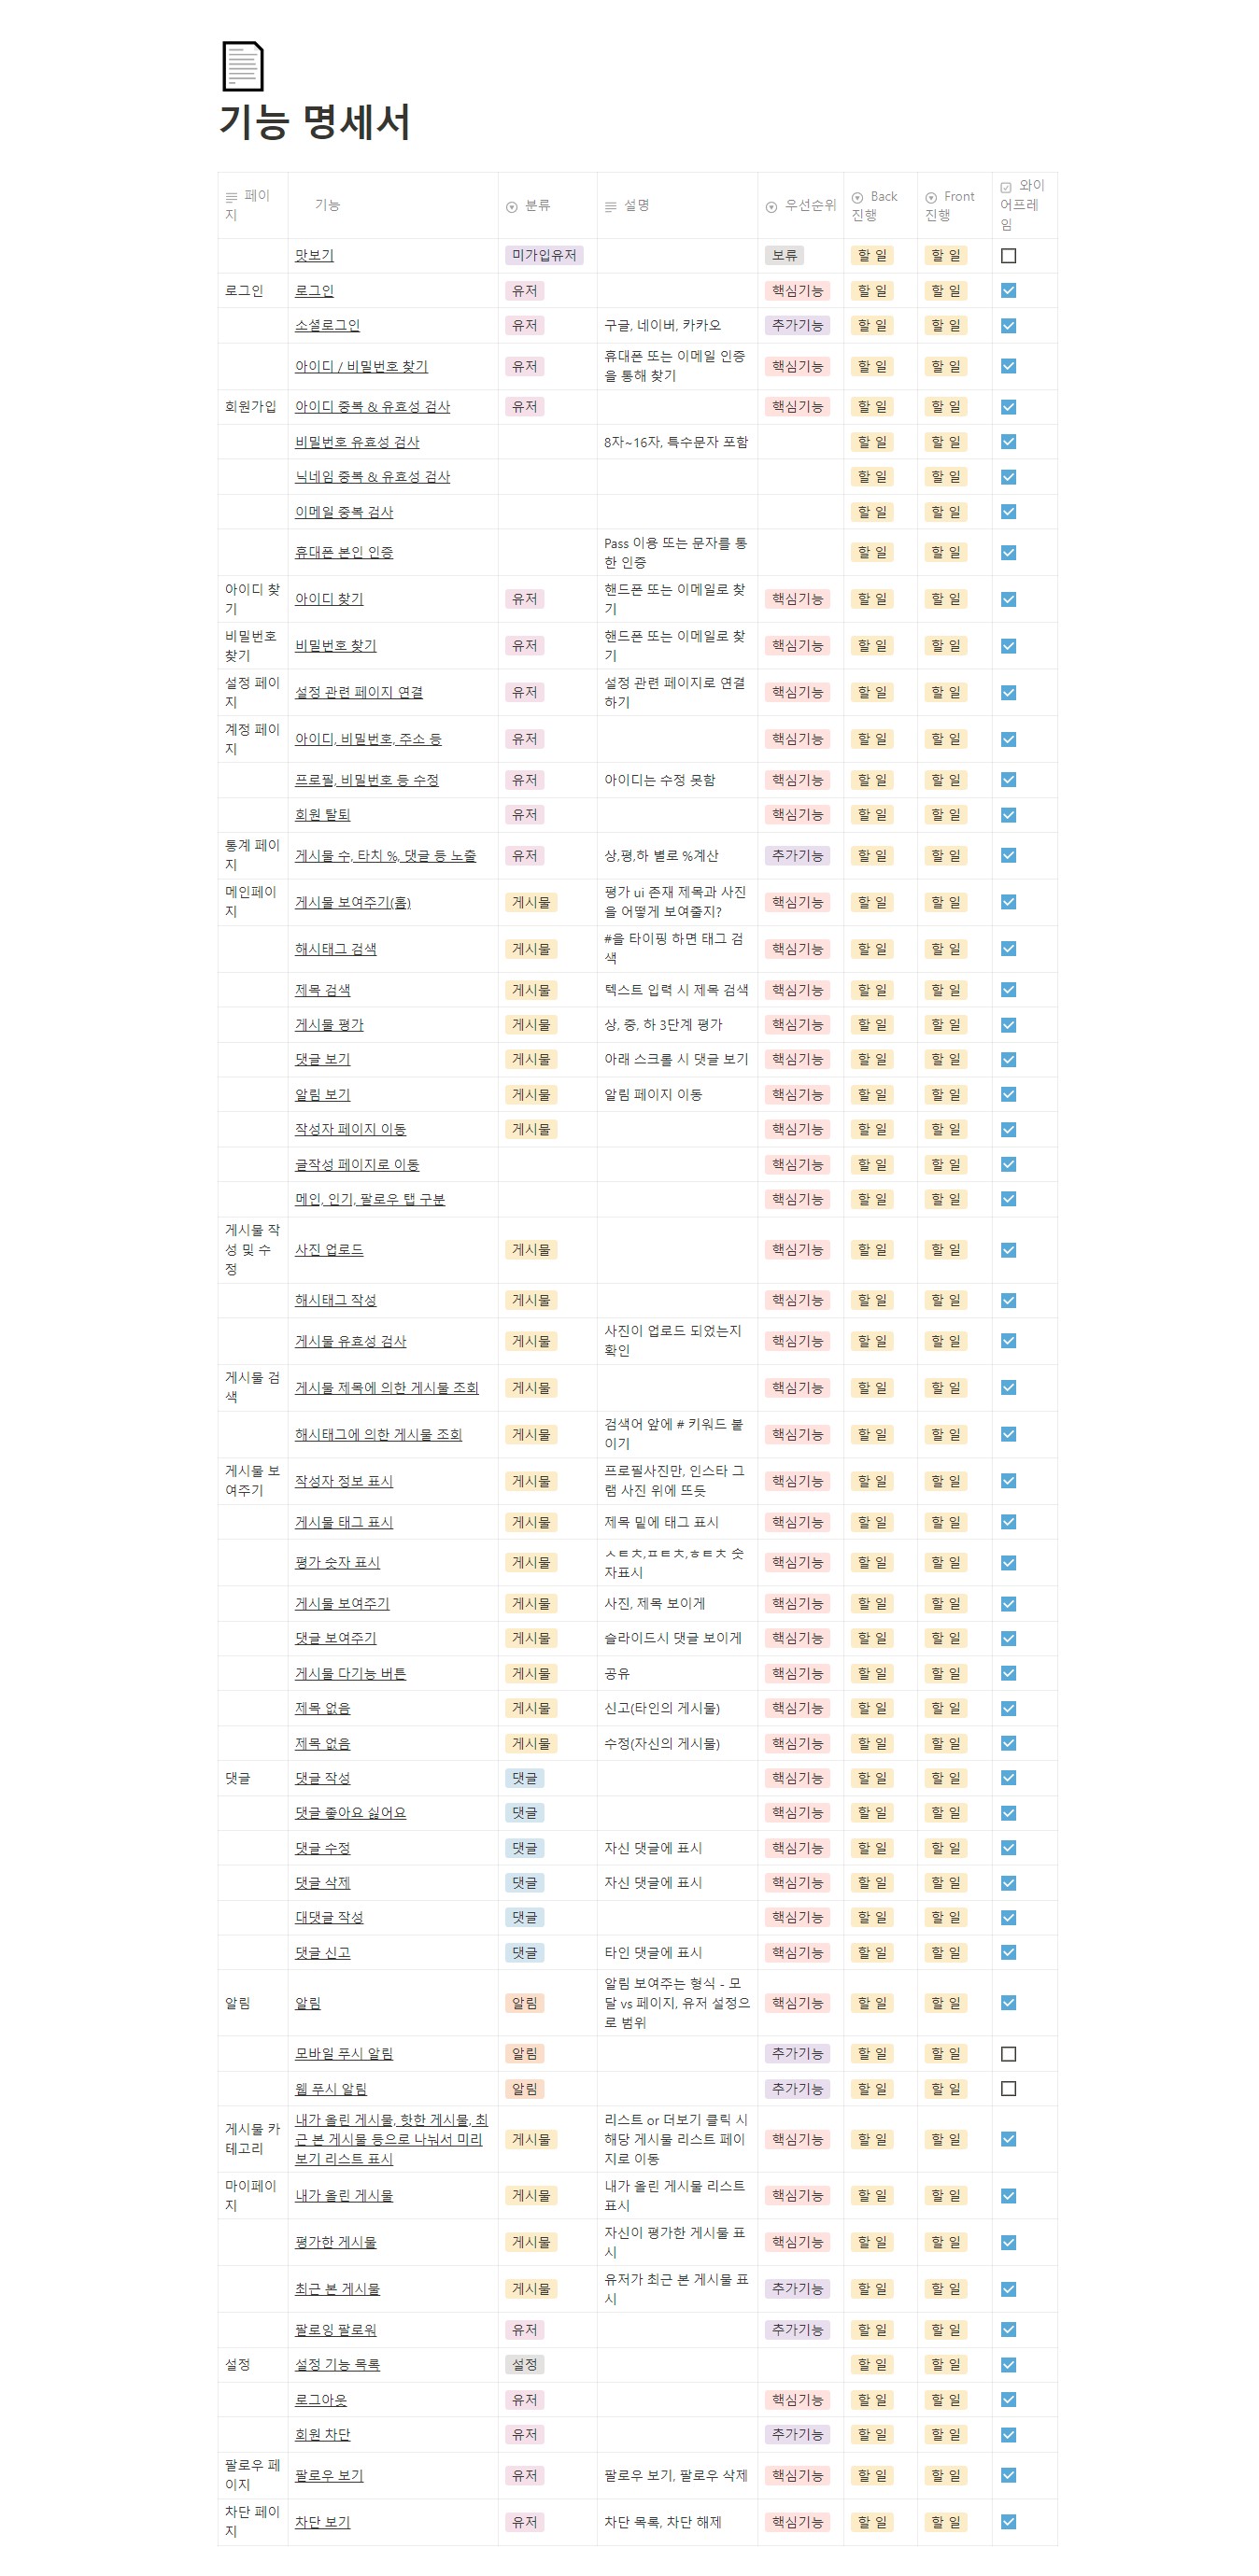 기능 명세서
페이지 기능 분류 설명 우선순위 Back 진행 Front 진행 와이어프레임
맛보기 미가입유저 보류 할 일 할 일
로그인 로그인 유저 핵심기능 할 일 할 일
소셜로그인 유저 구글, 네이버, 카카오 추가기능 할 일 할 일
아이디 / 비밀번호 찾기 유저 휴대폰 또는 이메일 인증을 통해 찾기 핵심기능 할 일 할 일
회원가입 아이디 중복 & 유효성 검사 유저 핵심기능 할 일 할 일
비밀번호 유효성 검사 8자~16자, 특수문자 포함 할 일 할 일
닉네임 중복 & 유효성 검사 할 일 할 일
이메일 중복 검사 할 일 할 일
휴대폰 본인 인증 Pass 이용 또는 문자를 통한 인증 할 일 할 일
아이디 찾기 아이디 찾기 유저 핸드폰 또는 이메일로 찾기 핵심기능 할 일 할 일
비밀번호 찾기 비밀번호 찾기 유저 핸드폰 또는 이메일로 찾기 핵심기능 할 일 할 일
설정 페이지 설정 관련 페이지 연결 유저 설정 관련 페이지로 연결하기 핵심기능 할 일 할 일
계정 페이지 아이디, 비밀번호, 주소 등 유저 핵심기능 할 일 할 일
프로필, 비밀번호 등 수정 유저 아이디는 수정 못함 핵심기능 할 일 할 일
회원 탈퇴 유저 핵심기능 할 일 할 일
통계 페이지 게시물 수, 타치 %, 댓글 등 노출 유저 상,평,하 별로 %계산 추가기능 할 일 할 일
메인페이지 게시물 보여주기(홈) 게시물 평가 ui 존재 제목과 사진을 어떻게 보여줄지? 핵심기능 할 일 할 일
해시태그 검색 게시물 #을 타이핑 하면 태그 검색 핵심기능 할 일 할 일
제목 검색 게시물 텍스트 입력 시 제목 검색 핵심기능 할 일 할 일
게시물 평가 게시물 상, 중, 하 3단계 평가 핵심기능 할 일 할 일
댓글 보기 게시물 아래 스크롤 시 댓글 보기 핵심기능 할 일 할 일
알림 보기 게시물 알림 페이지 이동 핵심기능 할 일 할 일
작성자 페이지 이동 게시물 핵심기능 할 일 할 일
글작성 페이지로 이동 핵심기능 할 일 할 일
메인, 인기, 팔로우 탭 구분 핵심기능 할 일 할 일
게시물 작성 및 수정 사진 업로드 게시물 핵심기능 할 일 할 일
해시태그 작성 게시물 핵심기능 할 일 할 일
게시물 유효성 검사 게시물 사진이 업로드 되었는지 확인 핵심기능 할 일 할 일
게시물 검색 게시물 제목에 의한 게시물 조회 게시물 핵심기능 할 일 할 일
해시태그에 의한 게시물 조회 게시물 검색어 앞에 # 키워드 붙이기 핵심기능 할 일 할 일
게시물 보여주기 작성자 정보 표시 게시물 프로필사진만, 인스타 그램 사진 위에 뜨듯 핵심기능 할 일 할 일
게시물 태그 표시 게시물 제목 밑에 태그 표시 핵심기능 할 일 할 일
평가 숫자 표시 게시물 ㅅㅌㅊ,ㅍㅌㅊ,ㅎㅌㅊ 숫자표시 핵심기능 할 일 할 일
게시물 보여주기 게시물 사진, 제목 보이게 핵심기능 할 일 할 일
댓글 보여주기 게시물 슬라이드시 댓글 보이게 핵심기능 할 일 할 일
게시물 다기능 버튼 게시물 공유 핵심기능 할 일 할 일
제목 없음 게시물 신고(타인의 게시물) 핵심기능 할 일 할 일
제목 없음 게시물 수정(자신의 게시물) 핵심기능 할 일 할 일
댓글 댓글 작성 댓글 핵심기능 할 일 할 일
댓글 좋아요 싫어요 댓글 핵심기능 할 일 할 일
댓글 수정 댓글 자신 댓글에 표시 핵심기능 할 일 할 일
댓글 삭제 댓글 자신 댓글에 표시 핵심기능 할 일 할 일
대댓글 작성 댓글 핵심기능 할 일 할 일
댓글 신고 댓글 타인 댓글에 표시 핵심기능 할 일 할 일
알림 알림 알림 알림 보여주는 형식 - 모달 vs 페이지, 유저 설정으로 범위 핵심기능 할 일 할 일
모바일 푸시 알림 알림 추가기능 할 일 할 일
웹 푸시 알림 알림 추가기능 할 일 할 일
게시물 카테고리 내가 올린 게시물, 핫한 게시물, 최근 본 게시물 등으로 나눠서 미리보기 리스트 표시 게시물 리스트 or 더보기 클릭 시 해당 게시물 리스트 페이지로 이동 핵심기능 할 일 할 일
마이페이지 내가 올린 게시물 게시물 내가 올린 게시물 리스트 표시 핵심기능 할 일 할 일
평가한 게시물 게시물 자신이 평가한 게시물 표시 핵심기능 할 일 할 일
최근 본 게시물 게시물 유저가 최근 본 게시물 표시 추가기능 할 일 할 일
팔로잉 팔로워 유저 추가기능 할 일 할 일
설정 설정 기능 목록 설정 할 일 할 일
로그아웃 유저 핵심기능 할 일 할 일
회원 차단 유저 추가기능 할 일 할 일
팔로우 페이지 팔로우 보기 유저 팔로우 보기, 팔로우 삭제 핵심기능 할 일 할 일
차단 페이지 차단 보기 유저 차단 목록, 차단 해제 핵심기능 할 일 할 일